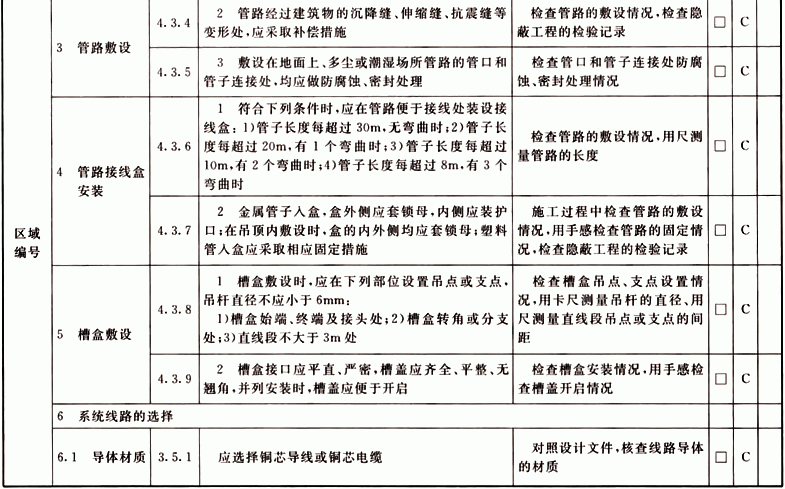 区域
编号
3 管路敷设
4.3.4
2 管路经过建筑物的沉降缝、伸缩缝、抗震缝等
变形处,应采取补偿措施
检查管路的敷设情况,检查隐
蔽工程的检验记录
□ C
4.3.5
3 敷设在地面上、多尘或潮湿场所管路的管口和
管子连接处,均应做防腐蚀、密封处理
检查管口和管子连接处防腐
蚀、密封处理情况
□ C
4 管路接线盒
安装
4.3.6
1 符合下列条件时,应在管路便于接线处装设接
线盒:1)管子长度每超过30m,无弯曲时;2)管子长
度每超过20m,有1个弯曲时;3)管子长度每超过
10m,有2个弯曲时;4)管子长度每超过8m,有3个
弯曲时
检查管路的敷设情况,用尺测
量管路的长度
□ C
4.3.7
2 金属管子入盒,盒外侧应套锁母,内侧应装护
口;在吊顶内敷设时,盒的内外侧均应套锁母;塑料
管入盒应采取相应固定措施
施工过程中检查管路的敷设
情况,用手感检查管路的固定情
况,检查隐蔽工程的检验记录
□ C
5 槽盒敷设
4.3.8
1 槽盒敷设时,应在下列部位设置吊点或支点,
吊杆直径不应小于6mm:
1)槽盒始端、终端及接头处;2)槽盒转角或分支
处;3)直线段不大于3m处
检查槽盒吊点、支点设置情
况,用卡尺测量吊杆的直径、用
尺测量直线段吊点或支点的间
距
□ C
4.3.9
2 槽盒接口应平直、严密,槽盖应齐全、平整、无
翘角,并列安装时,槽盖应便于开启
检查槽盒安装情况,用手感检
查槽盖开启情况
□ C
6 系统线路的选择
6.1 导体材质
3.5.1
应选择铜芯导线或铜芯电缆
对照设计文件,核查线路导体
的材质
□ C